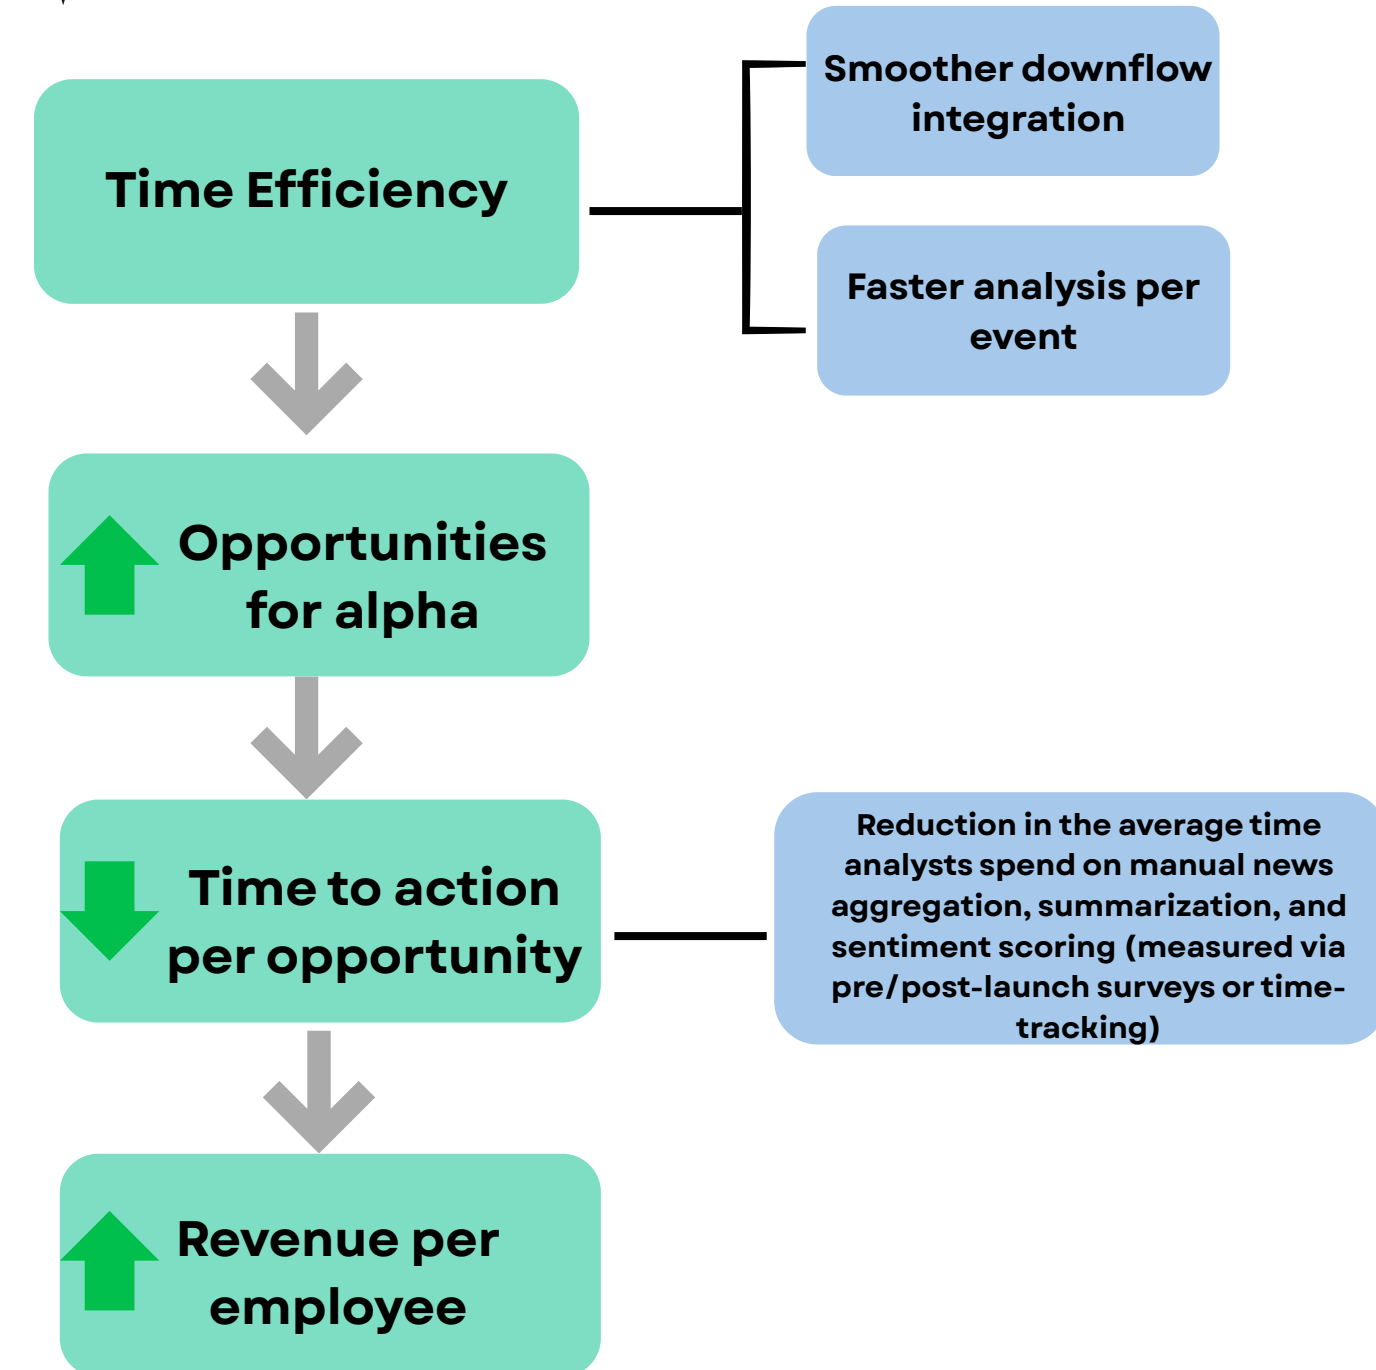 Time Efficiency
Smoother downflow
integration
Faster analysis per
event
Opportunities
for alpha
Time to action
per opportunity
Reduction in the average time
analysts spend on manual news
aggregation, summarization, and
sentiment scoring (measured via
pre/post-launch surveys or time-
tracking)
Revenue per
employee